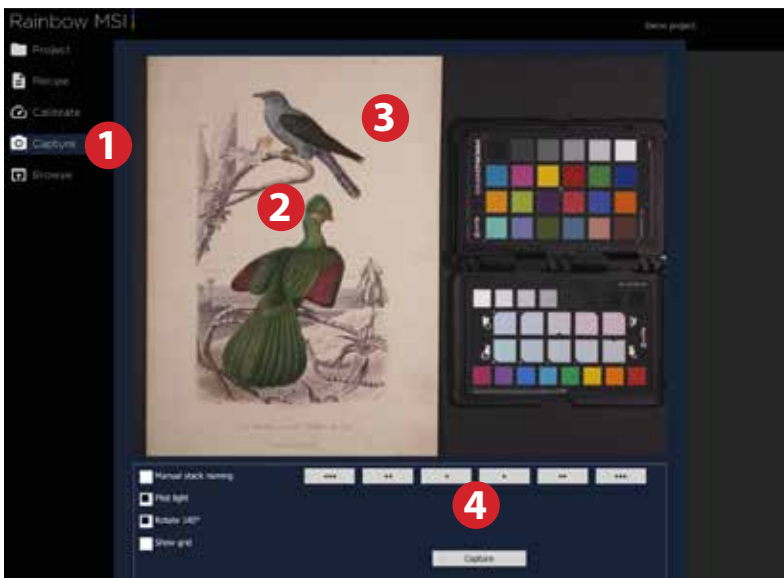 Rainbow MSI
Demo project
Project
Recipe
Calibrate
1
Capture
Browse
3
2
Manual stack naming
Pilot light
Rotate 180°
Show grid
4
Capture